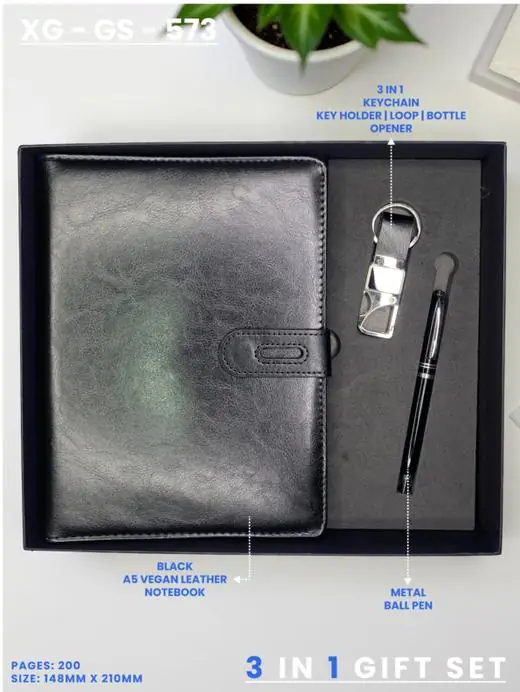 XG - GS - 573
3 IN 1
KEYCHAIN
KEY HOLDER | LOOP | BOTTLE
OPENER
BLACK
A5 VEGAN LEATHER
NOTEBOOK
METAL
BALL PEN
PAGES: 200
SIZE: 148MM X 210MM
3 IN 1 GIFT SET